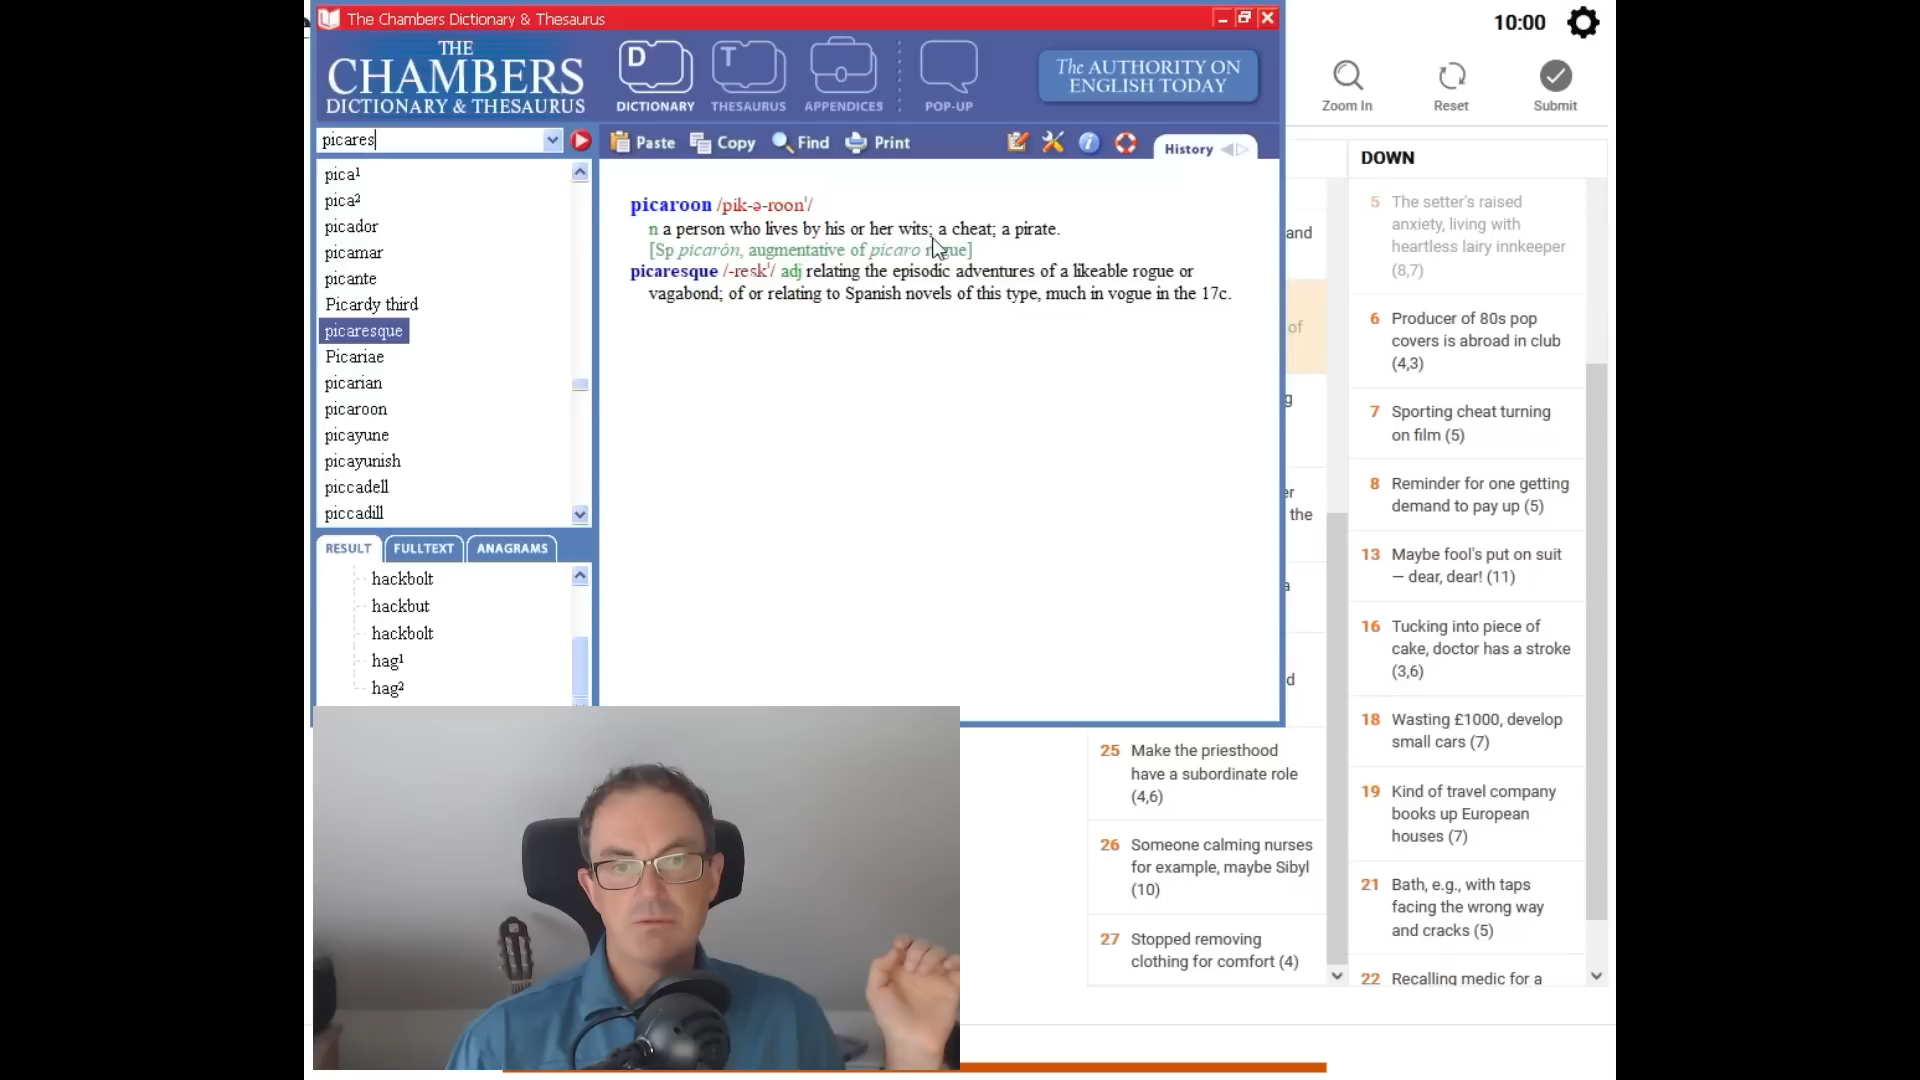 The Chambers Dictionary & Thesaurus
THE
CHAMBERS
DICTIONARY & THESAURUS
D
DICTIONARY
T
THESAURUS
APPENDICES
POP-UP
The AUTHORITY ON
ENGLISH TODAY
10:00
Zoom In
Reset
Submit
picares
Paste
Copy
Find
Print
History
pica¹
pica²
picador
picamar
picante
Picardy third
picaresque
Picariae
picarian
picaroon
picayune
picayunish
piccadell
piccadill
RESULT
FULLTEXT
ANAGRAMS
hackbolt
hackbut
hackbolt
hag¹
hag²
picaroon /pik-ə-roonˈ/
n a person who lives by his or her wits; a cheat; a pirate.
[Sp picarón, augmentative of pícaro rogue]
picaresque /-reskˈ/ adj relating the episodic adventures of a likeable rogue or
vagabond; of or relating to Spanish novels of this type, much in vogue in the 17c.
and
of
g
er
the
a
d
25 Make the priesthood
have a subordinate role
(4,6)
26 Someone calming nurses
for example, maybe Sibyl
(10)
27 Stopped removing
clothing for comfort (4)
DOWN
5 The setter's raised
anxiety, living with
heartless lairy innkeeper
(8,7)
6 Producer of 80s pop
covers is abroad in club
(4,3)
7 Sporting cheat turning
on film (5)
8 Reminder for one getting
demand to pay up (5)
13 Maybe fool's put on suit
— dear, dear! (11)
16 Tucking into piece of
cake, doctor has a stroke
(3,6)
18 Wasting £1000, develop
small cars (7)
19 Kind of travel company
books up European
houses (7)
21 Bath, e.g., with taps
facing the wrong way
and cracks (5)
22 Recalling medic for a